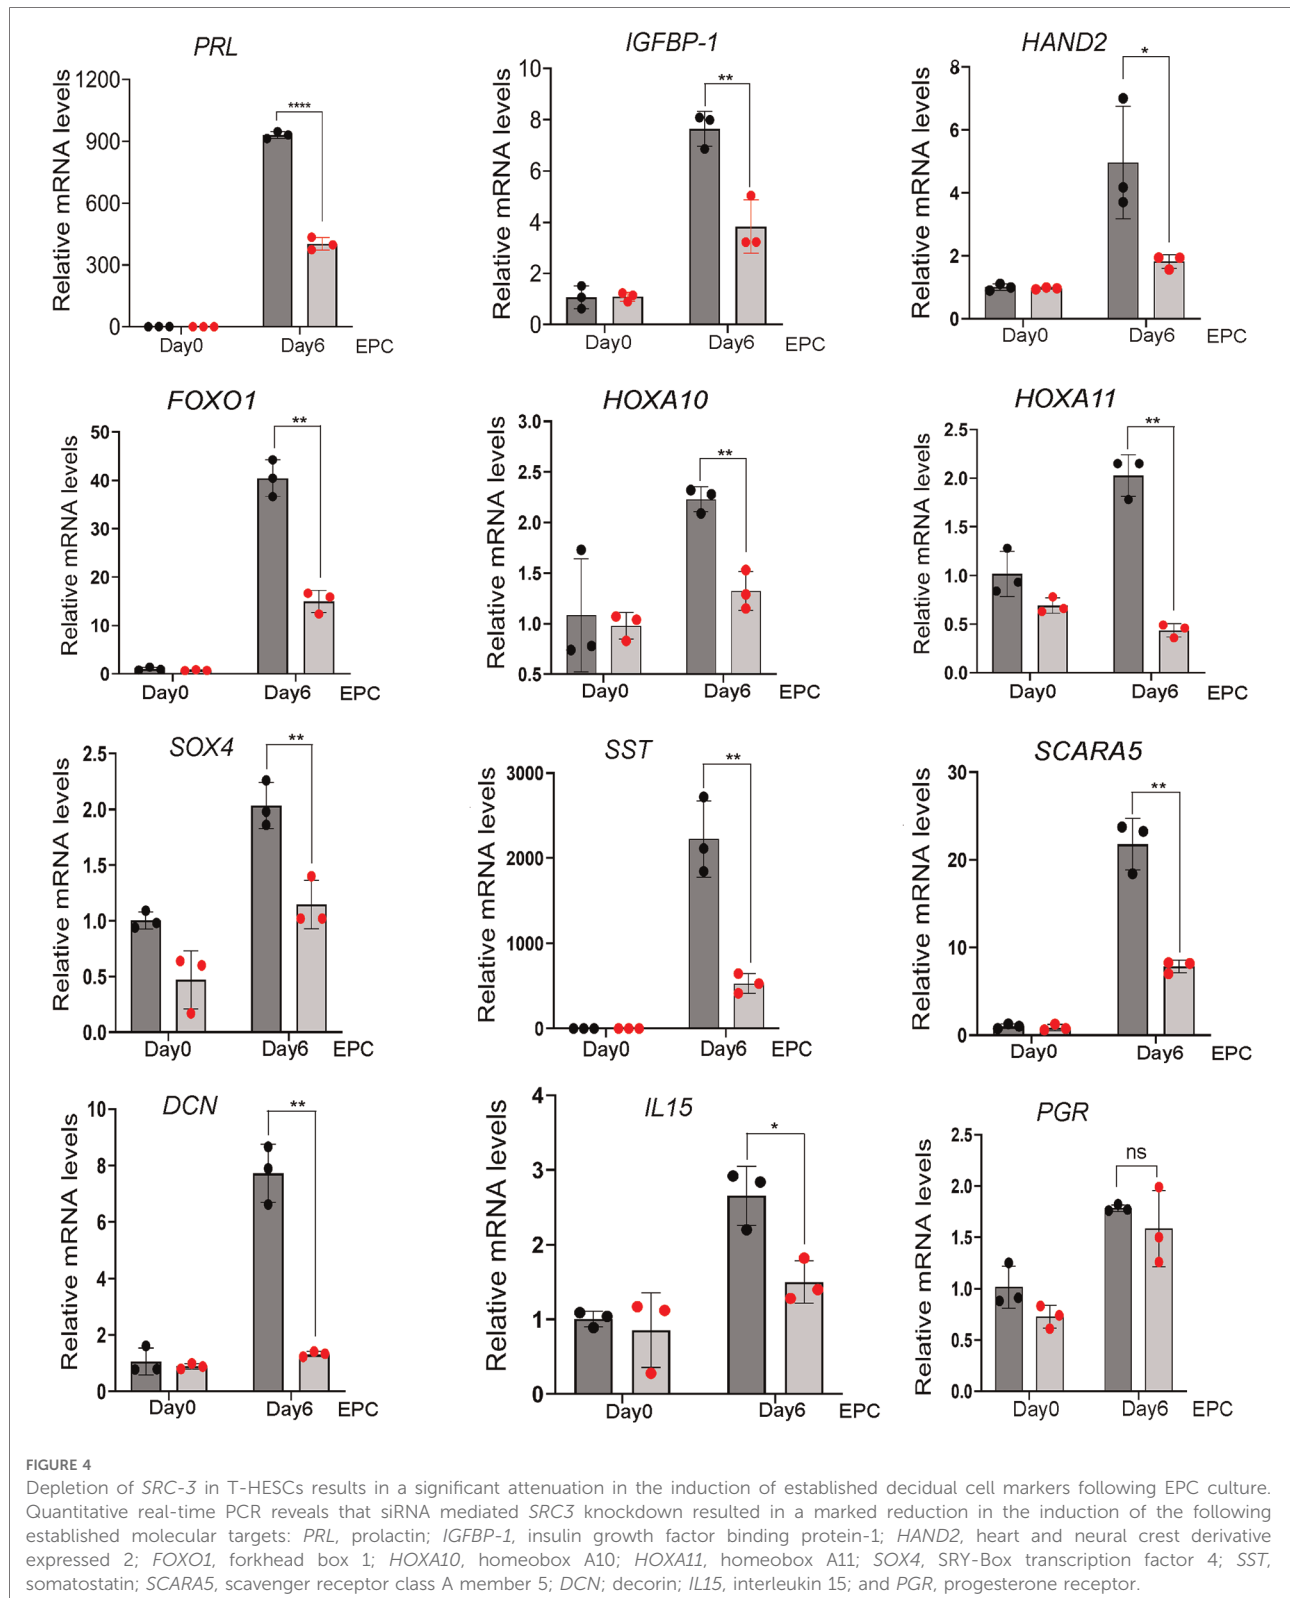 PRL
Relative mRNA levels
1200
900
600
300
0
****
Day0
Day6
EPC
IGFBP-1
Relative mRNA levels
10
8
6
4
2
0
**
Day0
Day6
EPC
HAND2
Relative mRNA levels
8
6
4
2
0
*
Day0
Day6
EPC
FOXO1
Relative mRNA levels
50
40
30
20
10
0
**
Day0
Day6
EPC
HOXA10
Relative mRNA levels
3.0
2.5
2.0
1.5
1.0
0.5
**
Day0
Day6
EPC
HOXA11
Relative mRNA levels
2.5
2.0
1.5
1.0
0.5
0.0
**
Day0
Day6
EPC
SOX4
Relative mRNA levels
2.5
2.0
1.5
1.0
0.5
0.0
**
Day0
Day6
EPC
SST
Relative mRNA levels
3000
2000
1000
0
**
Day0
Day6
EPC
SCARA5
Relative mRNA levels
30
20
10
0
**
Day0
Day6
EPC
DCN
Relative mRNA levels
10
8
6
4
2
0
**
Day0
Day6
EPC
IL15
Relative mRNA levels
4
3
2
1
0
*
Day0
Day6
EPC
PGR
Relative mRNA levels
2.5
2.0
1.5
1.0
0.5
0.0
ns
Day0
Day6
EPC
FIGURE 4
Depletion of SRC-3 in T-HESCs results in a significant attenuation in the induction of established decidual cell markers following EPC culture.
Quantitative real-time PCR reveals that siRNA mediated SRC3 knockdown resulted in a marked reduction in the induction of the following
established molecular targets: PRL, prolactin; IGFBP-1, insulin growth factor binding protein-1; HAND2, heart and neural crest derivative
expressed 2; FOXO1, forkhead box 1; HOXA10, homeobox A10; HOXA11, homeobox A11; SOX4, SRY-Box transcription factor 4; SST,
somatostatin; SCARA5, scavenger receptor class A member 5; DCN; decorin; IL15, interleukin 15; and PGR, progesterone receptor.